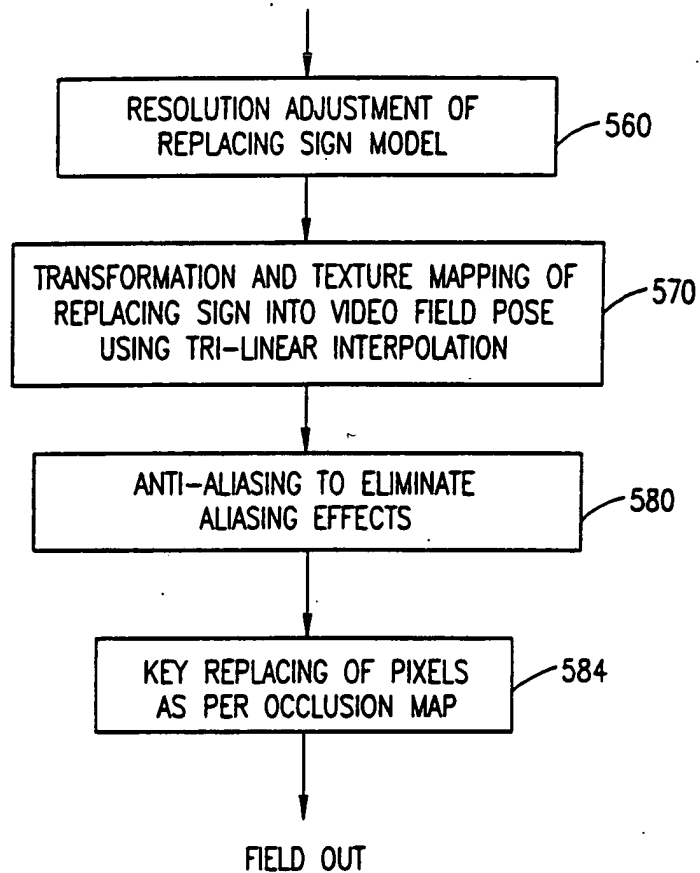 RESOLUTION ADJUSTMENT OF
REPLACING SIGN MODEL
560
TRANSFORMATION AND TEXTURE MAPPING OF
REPLACING SIGN INTO VIDEO FIELD POSE
USING TRI-LINEAR INTERPOLATION
570
ANTI-ALIASING TO ELIMINATE
ALIASING EFFECTS
580
KEY REPLACING OF PIXELS
AS PER OCCLUSION MAP
584
FIELD OUT